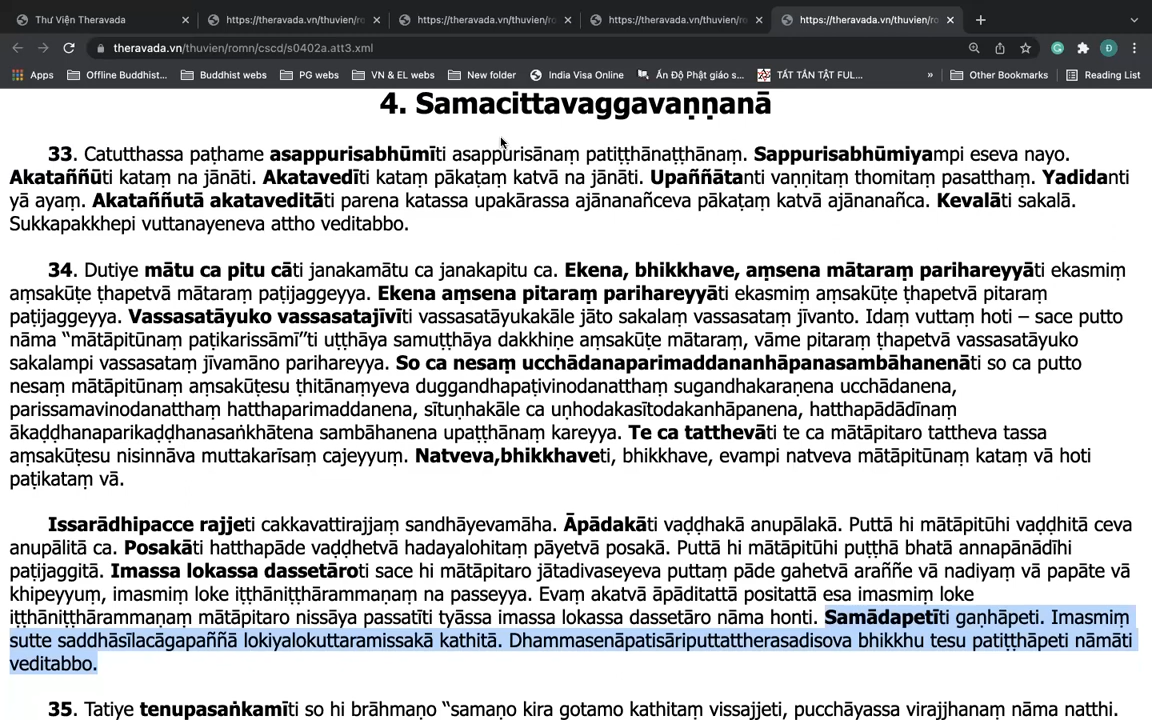 Thư Viện Theravada
https://theravada.vn/thuvien/ro
https://theravada.vn/thuvien/ro
https://theravada.vn/thuvien/ro
https://theravada.vn/thuvien/ro
theravada.vn/thuvien/romn/cscd/s0402a.att3.xml
Apps Offline Buddhist... Buddhist webs PG webs VN & EL webs New folder India Visa Online Ấn Độ Phật giáo s... TẤT TẦN TẬT FUL... » Other Bookmarks Reading List
4. Samacittavaggavaṇṇanā
33. Catutthassa paṭhame asappurisabhūmīti asappurisānaṃ patiṭṭhānaṭṭhānaṃ. Sappurisabhūmiyampi eseva nayo.
Akataññūti kataṃ na jānāti. Akatavedīti kataṃ pākaṭaṃ katvā na jānāti. Upaññātanti vaṇṇitaṃ thomitaṃ pasatthaṃ. Yadidanti
yā ayaṃ. Akataññutā akataveditāti parena katassa upakārassa ajānanañceva pākaṭaṃ katvā ajānanañca. Kevalāti sakalā.
Sukkapakkhepi vuttanayeneva attho veditabbo.
34. Dutiye mātu ca pitu cāti janakamātu ca janakapitu ca. Ekena, bhikkhave, aṃsena mātaraṃ parihareyyāti ekasmiṃ
aṃsakūṭe ṭhapetvā mātaraṃ paṭijaggeyya. Ekena aṃsena pitaraṃ parihareyyāti ekasmiṃ aṃsakūṭe ṭhapetvā pitaraṃ
paṭijaggeyya. Vassasatāyuko vassasatajīvīti vassasatāyukakāle jāto sakalaṃ vassasataṃ jīvanto. Idaṃ vuttaṃ hoti – sace putto
nāma “mātāpitūnaṃ paṭikarissāmī”ti uṭṭhāya samuṭṭhāya dakkhiṇe aṃsakūṭe mātaraṃ, vāme pitaraṃ ṭhapetvā vassasatāyuko
sakalampi vassasataṃ jīvamāno parihareyya. So ca nesaṃ ucchādanaparimaddananhāpanasambāhanenāti so ca putto
nesaṃ mātāpitūnaṃ aṃsakūṭesu ṭhitānaṃyeva duggandhapaṭivinodanatthaṃ sugandhakaraṇena ucchādanena,
parissamavinodanatthaṃ hatthaparimaddanena, sītuṇhakāle ca uṇhodakasītodakanhāpanena, hatthapādādīnaṃ
ākaḍḍhanaparikaḍḍhanasaṅkhātena sambāhanena upaṭṭhānaṃ kareyya. Te ca tatthevāti te ca mātāpitaro tattheva tassa
aṃsakūṭesu nisinnāva muttakarīsaṃ cajeyyuṃ. Natveva,bhikkhaveti, bhikkhave, evampi natveva mātāpitūnaṃ kataṃ vā hoti
paṭikataṃ vā.
Issarādhipacce rajjeti cakkavattirajjaṃ sandhāyevamāha. Āpādakāti vaḍḍhakā anupālakā. Puttā hi mātāpitūhi vaḍḍhitā ceva
anupālitā ca. Posakāti hatthapāde vaḍḍhetvā hadayalohitaṃ pāyetvā posakā. Puttā hi mātāpitūhi puṭṭhā bhatā annapānādīhi
paṭijaggitā. Imassa lokassa dassetāroti sace hi mātāpitaro jātadivaseyeva puttaṃ pāde gahetvā araññe vā nadiyaṃ vā papāte vā
khipeyyuṃ, imasmiṃ loke iṭṭhāniṭṭhārammaṇaṃ na passeyya. Evaṃ akatvā āpāditattā positattā esa imasmiṃ loke
iṭṭhāniṭṭhārammaṇaṃ mātāpitaro nissāya passatīti tyāssa imassa lokassa dassetāro nāma honti. Samādapetīti gaṇhāpeti. Imasmiṃ
sutte saddhāsīlacāgapaññā lokiyalokuttaramissakā kathitā. Dhammasenāpatisāriputtattherasadisova bhikkhu tesu patiṭṭhāpeti nāmāti
veditabbo.
35. Tatiye tenupasaṅkamīti so hi brāhmaṇo “samaṇo kira gotamo kathitaṃ vissajjeti, pucchāyassa virajjhanaṃ nāma natthi.